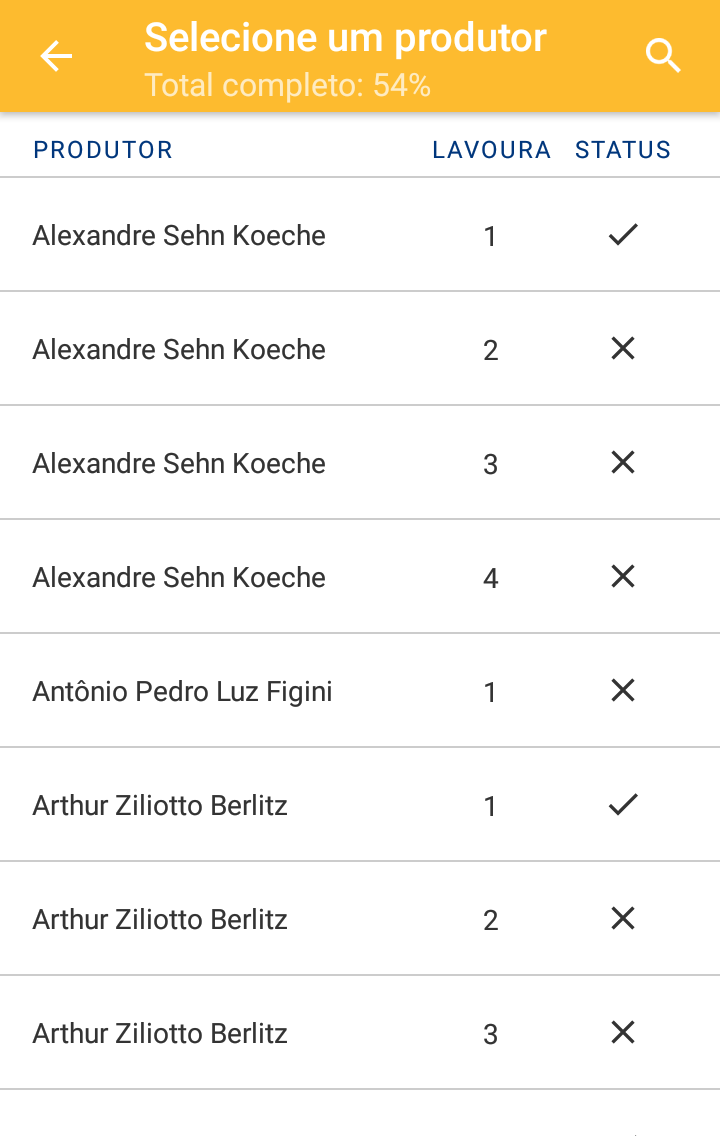 Selecione um produtor
Total completo: 54%
PRODUTOR LAVOURA STATUS
Alexandre Sehn Koeche 1
Alexandre Sehn Koeche 2
Alexandre Sehn Koeche 3
Alexandre Sehn Koeche 4
Antônio Pedro Luz Figini 1
Arthur Ziliotto Berlitz 1
Arthur Ziliotto Berlitz 2
Arthur Ziliotto Berlitz 3